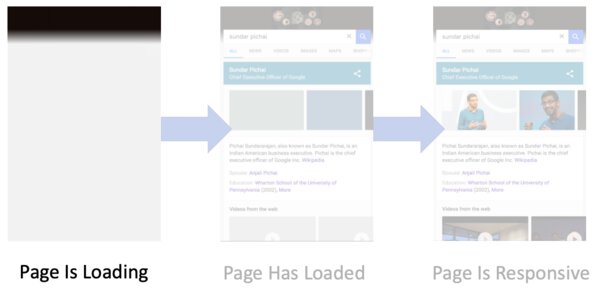 sundar pichai ×
ALL NEWS VIDEOS IMAGES MAPS
Sundar Pichai
Chief Executive Officer of Google
Pichai Sundararajan, also known as Sundar Pichai, is an
Indian-American business executive. Pichai is the chief
executive officer of Google Inc. Wikipedia
Spouse: Anjali Pichai
Education: Wharton School of the University of
Pennsylvania (2002), More
Videos from the web
sundar pichai ×
ALL NEWS VIDEOS IMAGES MAPS
Sundar Pichai
Chief Executive Officer of Google
Pichai Sundararajan, also known as Sundar Pichai, is an
Indian-American business executive. Pichai is the chief
executive officer of Google Inc. Wikipedia
Spouse: Anjali Pichai
Education: Wharton School of the University of
Pennsylvania (2002), More
Videos from the web
Page Is Loading
Page Has Loaded
Page Is Responsive